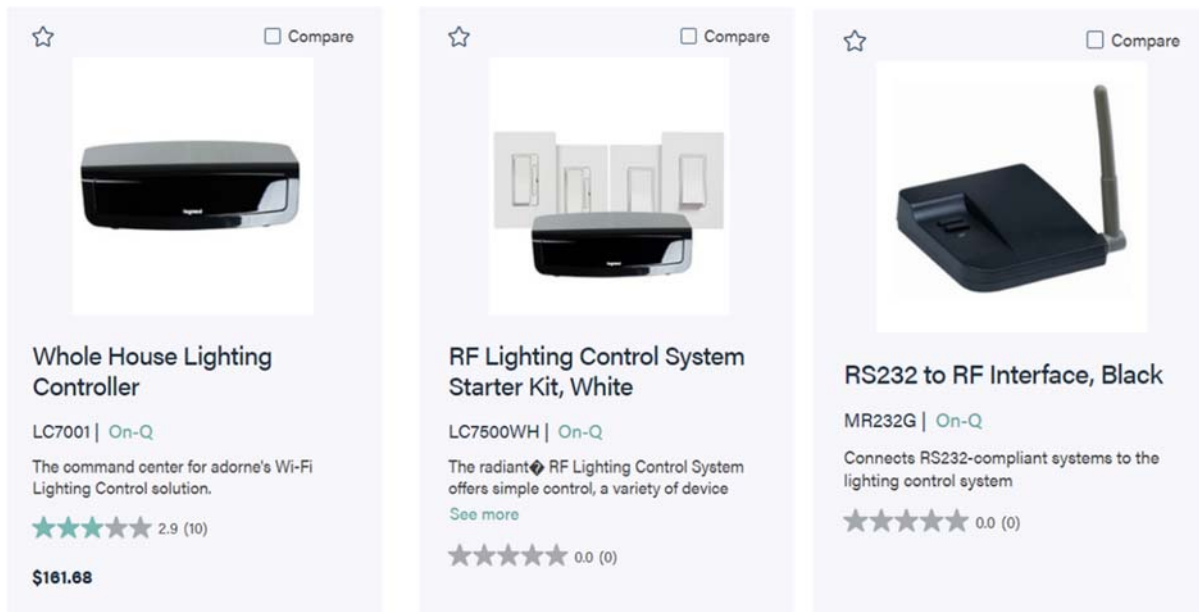 Compare
Whole House Lighting
Controller
LC7001 | On-Q
The command center for adorne's Wi-Fi
Lighting Control solution.
2.9 (10)
$161.68
Compare
RF Lighting Control System
Starter Kit, White
LC7500WH | On-Q
The radiant� RF Lighting Control System
offers simple control, a variety of device
See more
0.0 (0)
Compare
RS232 to RF Interface, Black
MR232G | On-Q
Connects RS232-compliant systems to the
lighting control system
0.0 (0)